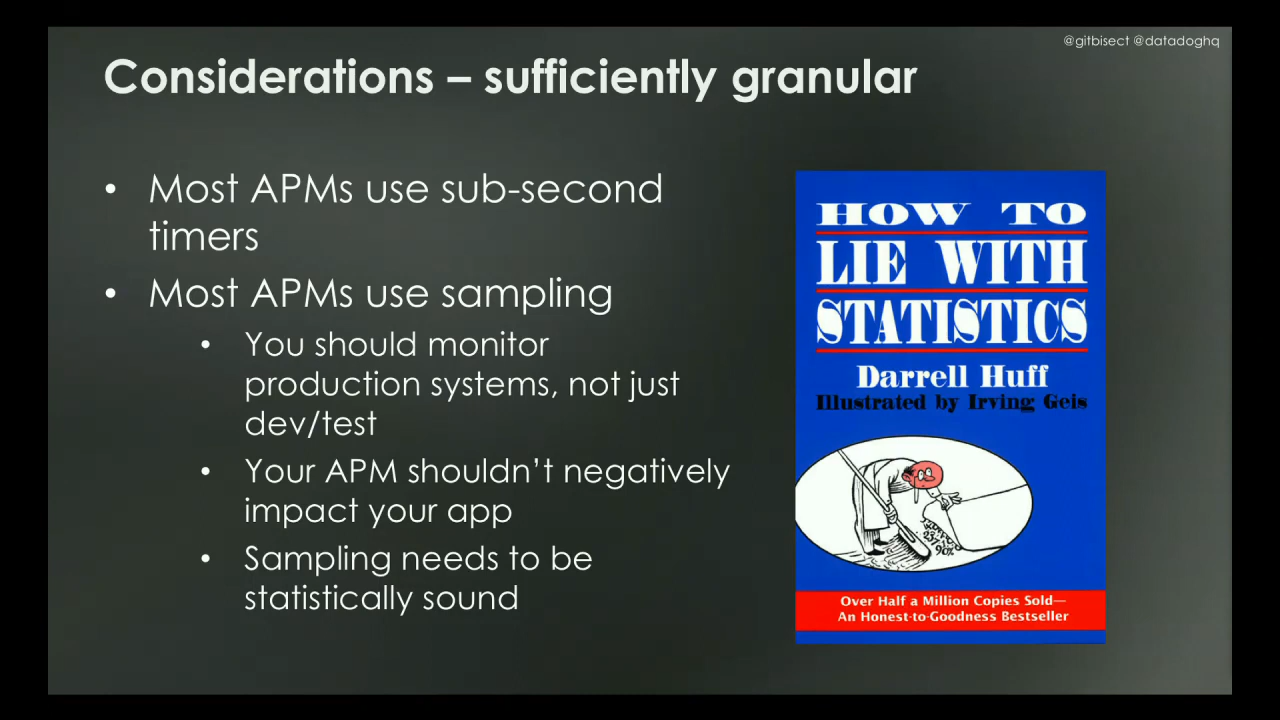 @gitbisect @datadoghq
Considerations – sufficiently granular
• Most APMs use sub-second
timers
• Most APMs use sampling
• You should monitor
production systems, not just
dev/test
• Your APM shouldn’t negatively
impact your app
• Sampling needs to be
statistically sound
HOW TO
LIE WITH
STATISTICS
Darrell Huff
Illustrated by Irving Geis
Over Half a Million Copies Sold—
An Honest-to-Goodness Bestseller